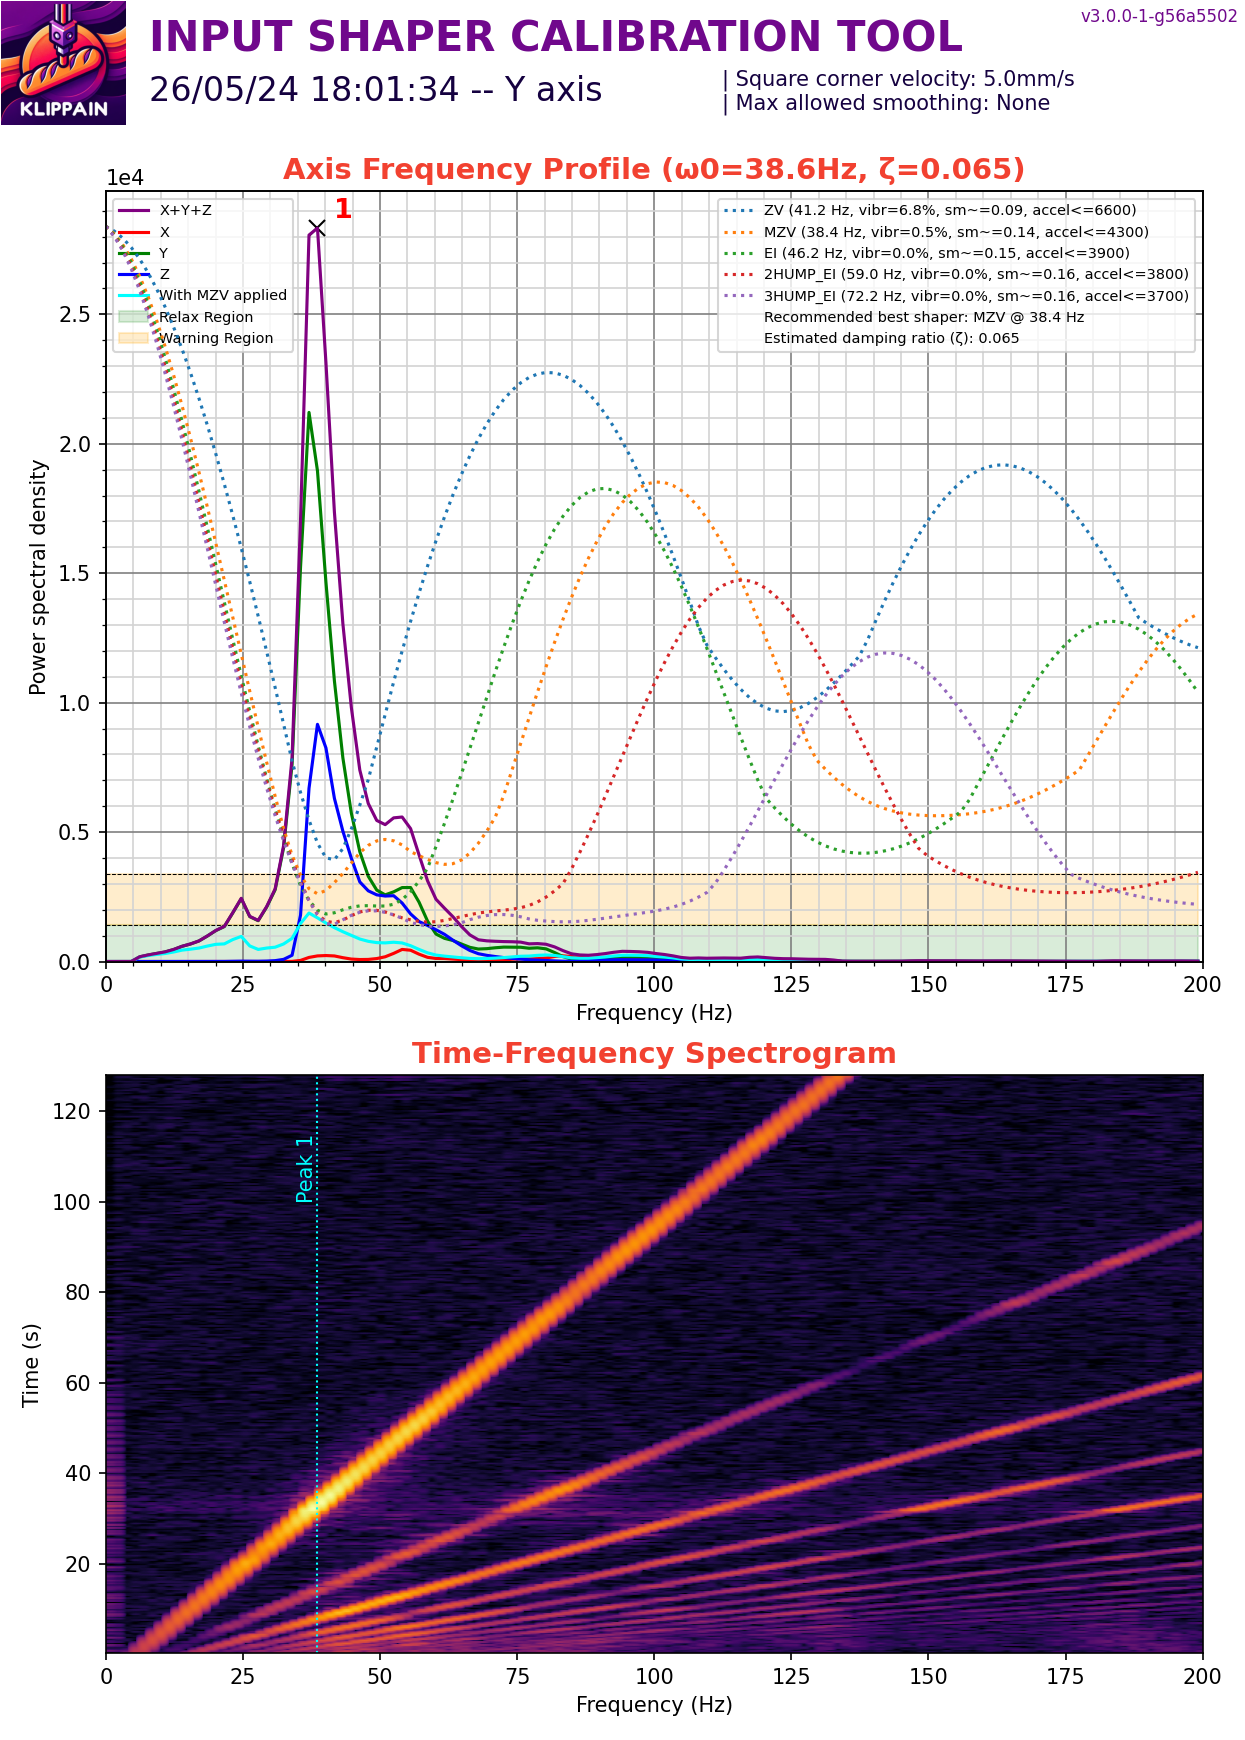 v3.0.0-1-g56a5502
INPUT SHAPER CALIBRATION TOOL
26/05/24 18:01:34 -- Y axis
| Square corner velocity: 5.0mm/s
| Max allowed smoothing: None
KLIPPAIN
Axis Frequency Profile (ω0=38.6Hz, ζ=0.065)
1e4
1
X+Y+Z
X
Y
Z
With MZV applied
Relax Region
Warning Region
ZV (41.2 Hz, vibr=6.8%, sm~=0.09, accel<=6600)
MZV (38.4 Hz, vibr=0.5%, sm~=0.14, accel<=4300)
EI (46.2 Hz, vibr=0.0%, sm~=0.15, accel<=3900)
2HUMP_EI (59.0 Hz, vibr=0.0%, sm~=0.16, accel<=3800)
3HUMP_EI (72.2 Hz, vibr=0.0%, sm~=0.16, accel<=3700)
Recommended best shaper: MZV @ 38.4 Hz
Estimated damping ratio (ζ): 0.065
Power spectral density
2.5
2.0
1.5
1.0
0.5
0.0
0 25 50 75 100 125 150 175 200
Frequency (Hz)
Time-Frequency Spectrogram
Peak 1
Time (s)
120
100
80
60
40
20
0 25 50 75 100 125 150 175 200
Frequency (Hz)